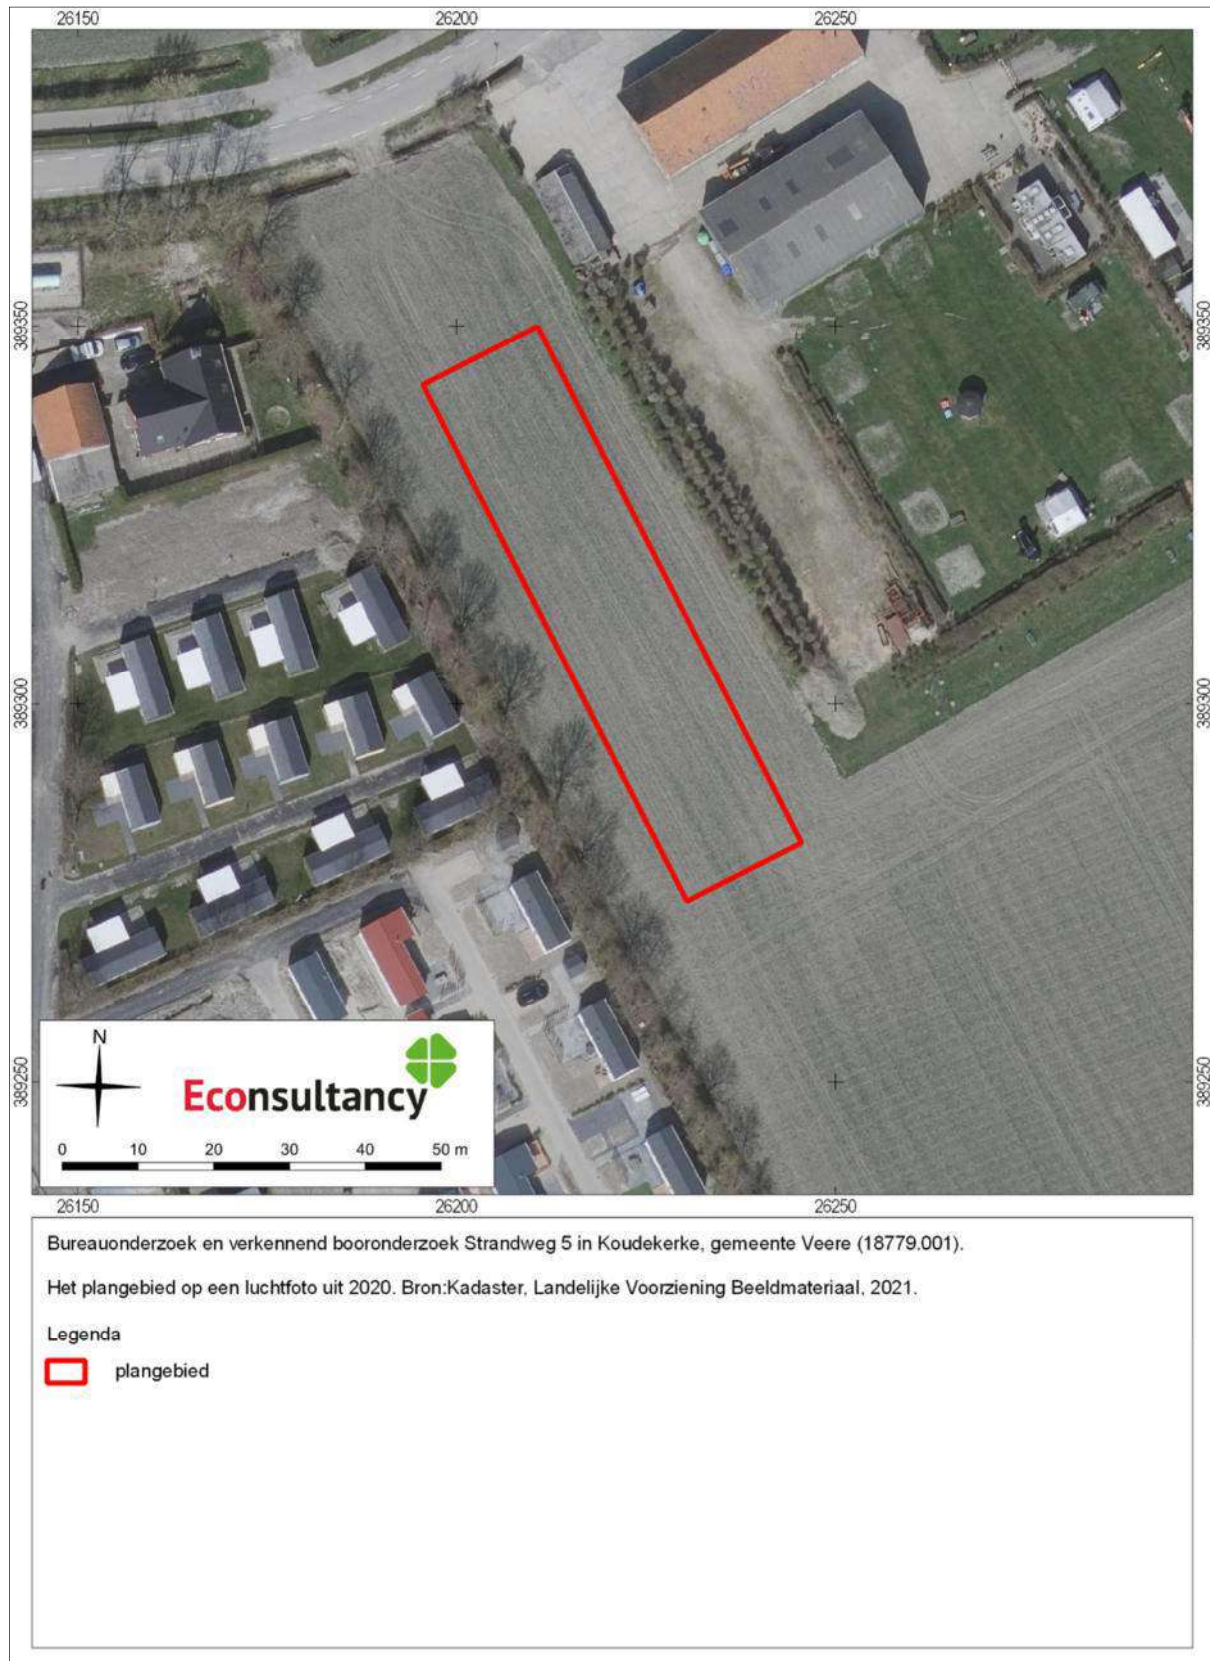 26150 26200 26250
389350 389350
389300 389300
389250 389250
N
Econsultancy
0 10 20 30 40 50 m
26150 26200 26250
Bureauonderzoek en verkennend booronderzoek Strandweg 5 in Koudekerke, gemeente Veere (18779.001).
Het plangebied op een luchtfoto uit 2020. Bron:Kadaster, Landelijke Voorziening Beeldmateriaal, 2021.
Legenda
plangebied